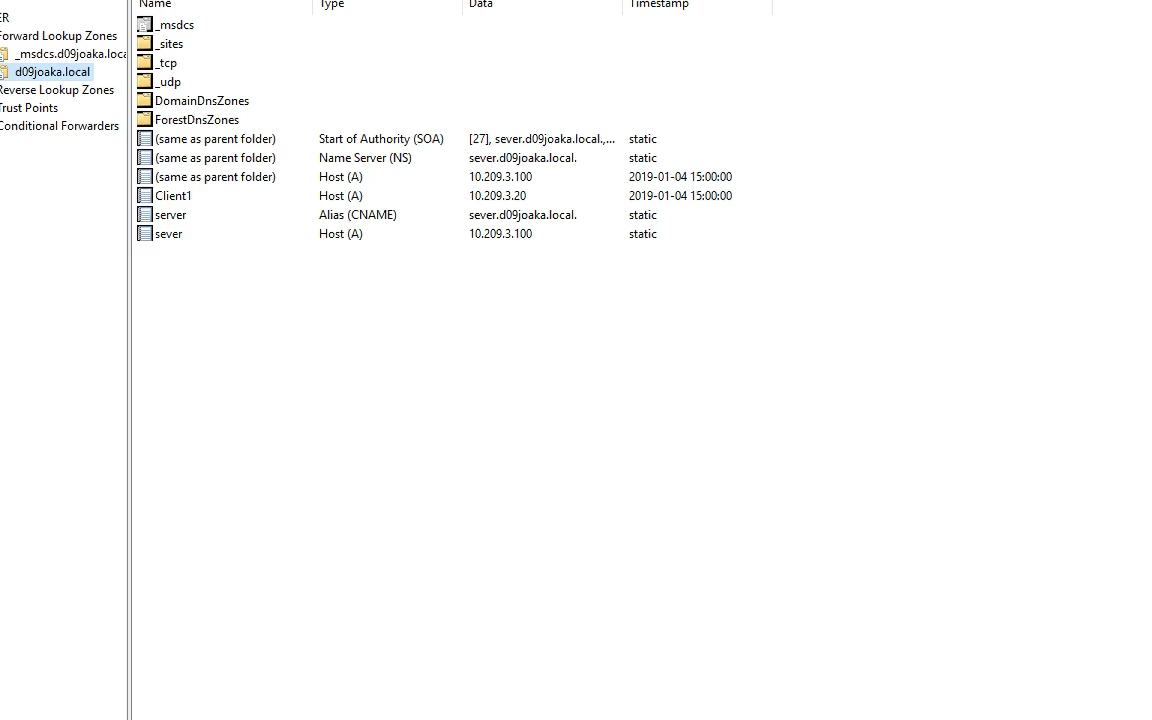 Name Type Data Timestamp
ER
Forward Lookup Zones
_msdcs.d09joaka.loca
d09joaka.local
Reverse Lookup Zones
Trust Points
Conditional Forwarders
_msdcs
_sites
_tcp
_udp
DomainDnsZones
ForestDnsZones
(same as parent folder) Start of Authority (SOA) [27], sever.d09joaka.local.,... static
(same as parent folder) Name Server (NS) sever.d09joaka.local. static
(same as parent folder) Host (A) 10.209.3.100 2019-01-04 15:00:00
Client1 Host (A) 10.209.3.20 2019-01-04 15:00:00
server Alias (CNAME) sever.d09joaka.local. static
sever Host (A) 10.209.3.100 static